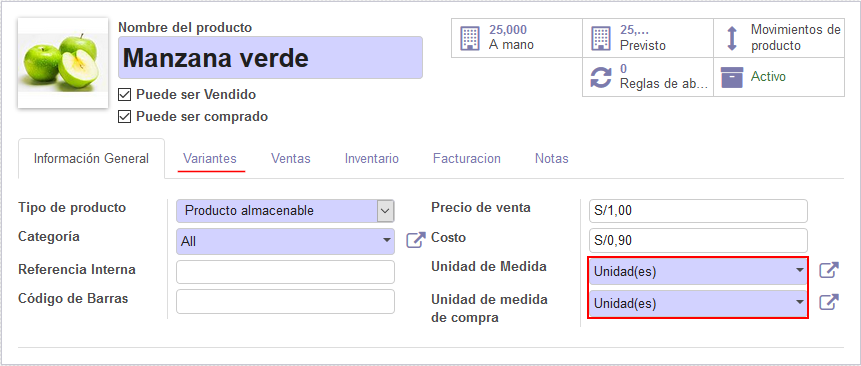 Nombre del producto
Manzana verde
Puede ser Vendido
Puede ser comprado
25,000
A mano
25,...
Previsto
Movimientos de
producto
0
Reglas de ab...
Activo
Información General
Variantes
Ventas
Inventario
Facturacion
Notas
Tipo de producto
Producto almacenable
Categoría
All
Referencia Interna
Código de Barras
Precio de venta
S/1,00
Costo
S/0,90
Unidad de Medida
Unidad(es)
Unidad de medida
de compra
Unidad(es)